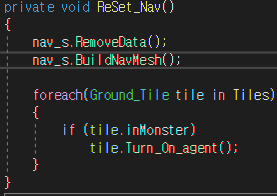 private void ReSet_Nav()
{
nav_s.RemoveData();
nav_s.BuildNavMesh();
foreach(Ground_Tile tile in Tiles)
{
if (tile.inMonster)
tile.Turn_On_agent();
}
}